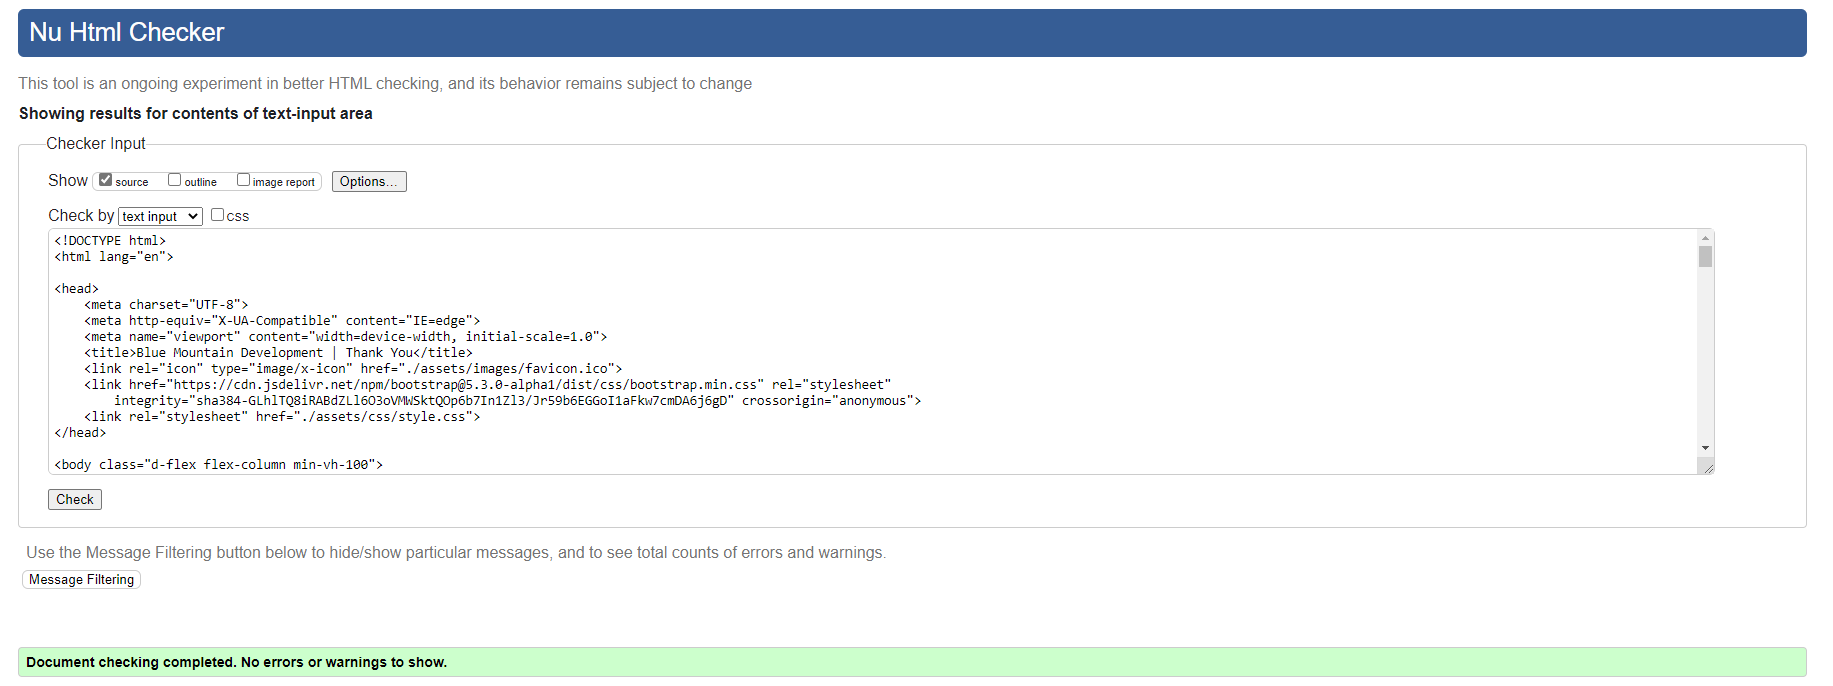 Nu Html Checker
This tool is an ongoing experiment in better HTML checking, and its behavior remains subject to change
Showing results for contents of text-input area
Checker Input
Show source outline image report Options...
Check by text input css
<!DOCTYPE html>
<html lang="en">
<head>
    <meta charset="UTF-8">
    <meta http-equiv="X-UA-Compatible" content="IE=edge">
    <meta name="viewport" content="width=device-width, initial-scale=1.0">
    <title>Blue Mountain Development | Thank You</title>
    <link rel="icon" type="image/x-icon" href="./assets/images/favicon.ico">
    <link href="https://cdn.jsdelivr.net/npm/bootstrap@5.3.0-alpha1/dist/css/bootstrap.min.css" rel="stylesheet"
        integrity="sha384-GLhlTQ8iRABdZLl6O3oVMWSktQOp6b7In1Zl3/Jr59b6EGGoI1aFkw7cmDA6j6gD" crossorigin="anonymous">
    <link rel="stylesheet" href="./assets/css/style.css">
</head>
<body class="d-flex flex-column min-vh-100">
Check
Use the Message Filtering button below to hide/show particular messages, and to see total counts of errors and warnings.
Message Filtering
Document checking completed. No errors or warnings to show.